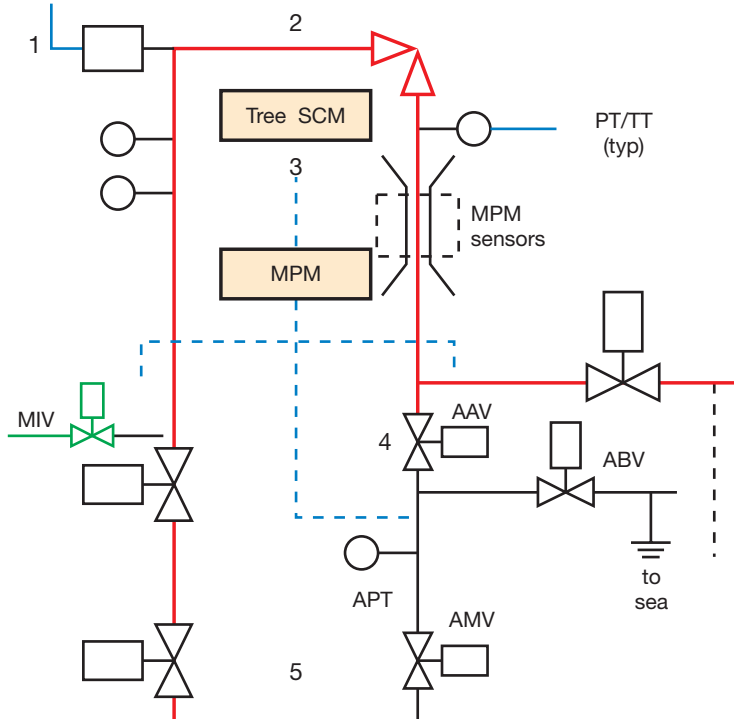 1
2
Tree SCM
PT/TT
(typ)
3
MPM
sensors
MPM
MIV
4
AAV
ABV
APT
to
sea
AMV
5